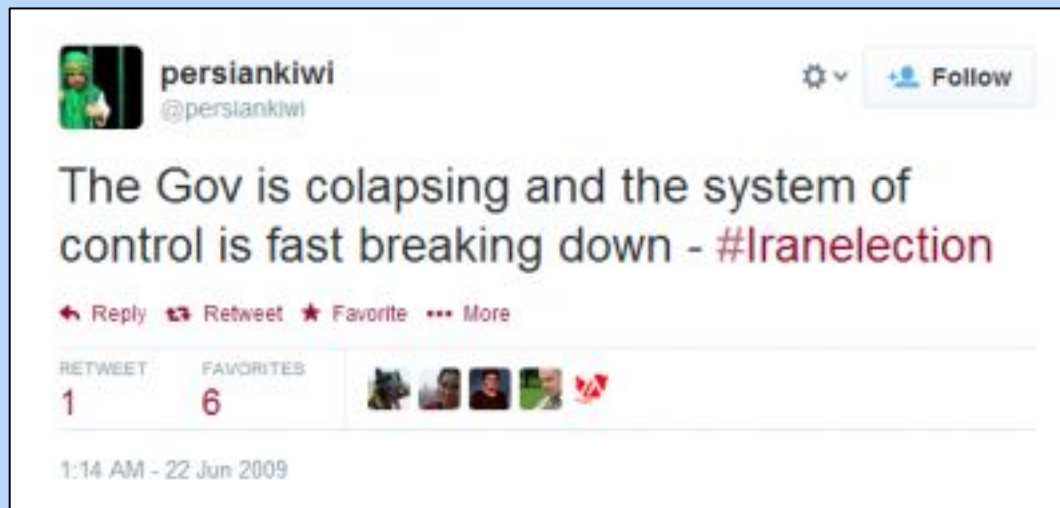 persiankiwi
@persiankiwi
Follow
The Gov is colapsing and the system of
control is fast breaking down - #Iranelection
Reply Retweet Favorite More
RETWEET FAVORITES
1 6
1:14 AM - 22 Jun 2009